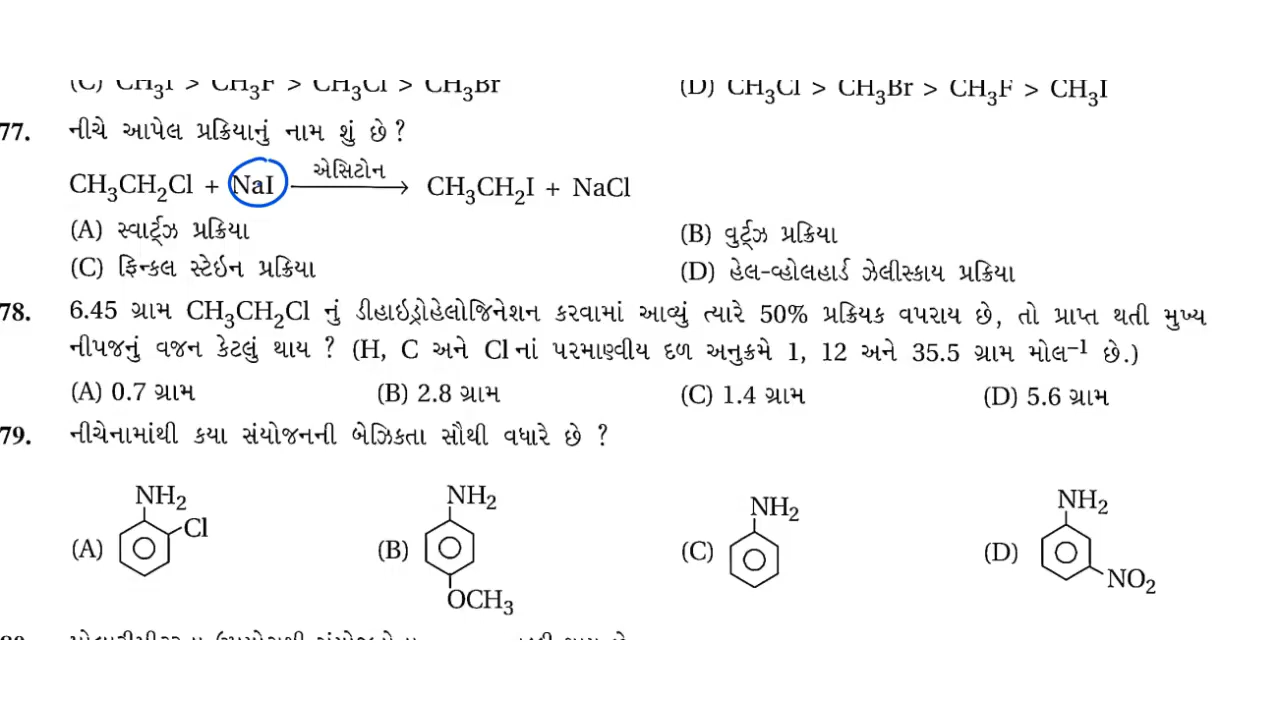 (C) CH₃I > CH₃F > CH₃Cl > CH₃Br (D) CH₃Cl > CH₃Br > CH₃F > CH₃I
77. નીચે આપેલ પ્રક્રિયાનું નામ શું છે ?
CH₃CH₂Cl + NaI એસિટોન ⟶ CH₃CH₂I + NaCl
(A) સ્વાર્ટ્ઝ પ્રક્રિયા (B) વુર્ટ્ઝ પ્રક્રિયા
(C) ફિન્કલ સ્ટેઇન પ્રક્રિયા (D) હેલ-વ્હોલહાર્ડ ઝેલીસ્કાય પ્રક્રિયા
78. 6.45 ગ્રામ CH₃CH₂Cl નું ડીહાઇડ્રોહેલોજિનેશન કરવામાં આવ્યું ત્યારે 50% પ્રક્રિયક વપરાય છે, તો પ્રાપ્ત થતી મુખ્ય
નીપજનું વજન કેટલું થાય ? (H, C અને Cl નાં પરમાણ્વીય દળ અનુક્રમે 1, 12 અને 35.5 ગ્રામ મોલ⁻¹ છે.)
(A) 0.7 ગ્રામ (B) 2.8 ગ્રામ (C) 1.4 ગ્રામ (D) 5.6 ગ્રામ
79. નીચેનામાંથી કયા સંયોજનની બેઝિકતા સૌથી વધારે છે ?
(A) NH₂ Cl (B) NH₂ OCH₃ (C) NH₂ (D) NH₂ NO₂